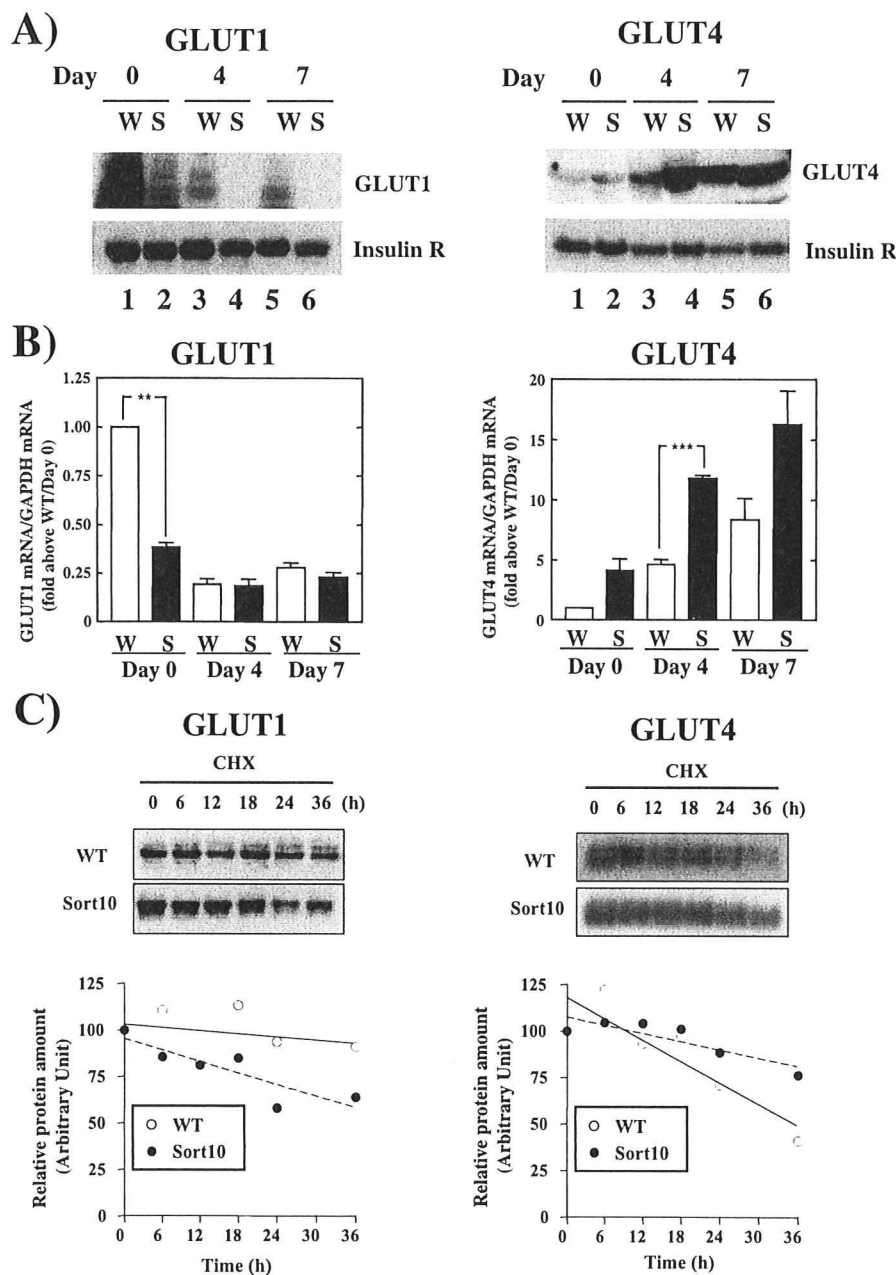 A)
GLUT1
Day 0 4 7
W S W S W S
GLUT1
Insulin R
1 2 3 4 5 6
GLUT4
Day 0 4 7
W S W S W S
GLUT4
Insulin R
1 2 3 4 5 6
B)
GLUT1
GLUT1 mRNA/GAPDH mRNA
(fold above WT/Day 0)
1.25
1.00
0.75
0.50
0.25
0
**
W S W S W S
Day 0 Day 4 Day 7
GLUT4
GLUT4 mRNA/GAPDH mRNA
(fold above WT/Day 0)
20
15
10
5
0
***
W S W S W S
Day 0 Day 4 Day 7
C)
GLUT1
CHX
0 6 12 18 24 36 (h)
WT
Sort10
Relative protein amount
(Arbitrary Unit)
125
100
75
50
25
0
WT
Sort10
0 6 12 18 24 30 36
Time (h)
GLUT4
CHX
0 6 12 18 24 36 (h)
WT
Sort10
Relative protein amount
(Arbitrary Unit)
125
100
75
50
25
0
WT
Sort10
0 6 12 18 24 30 36
Time (h)